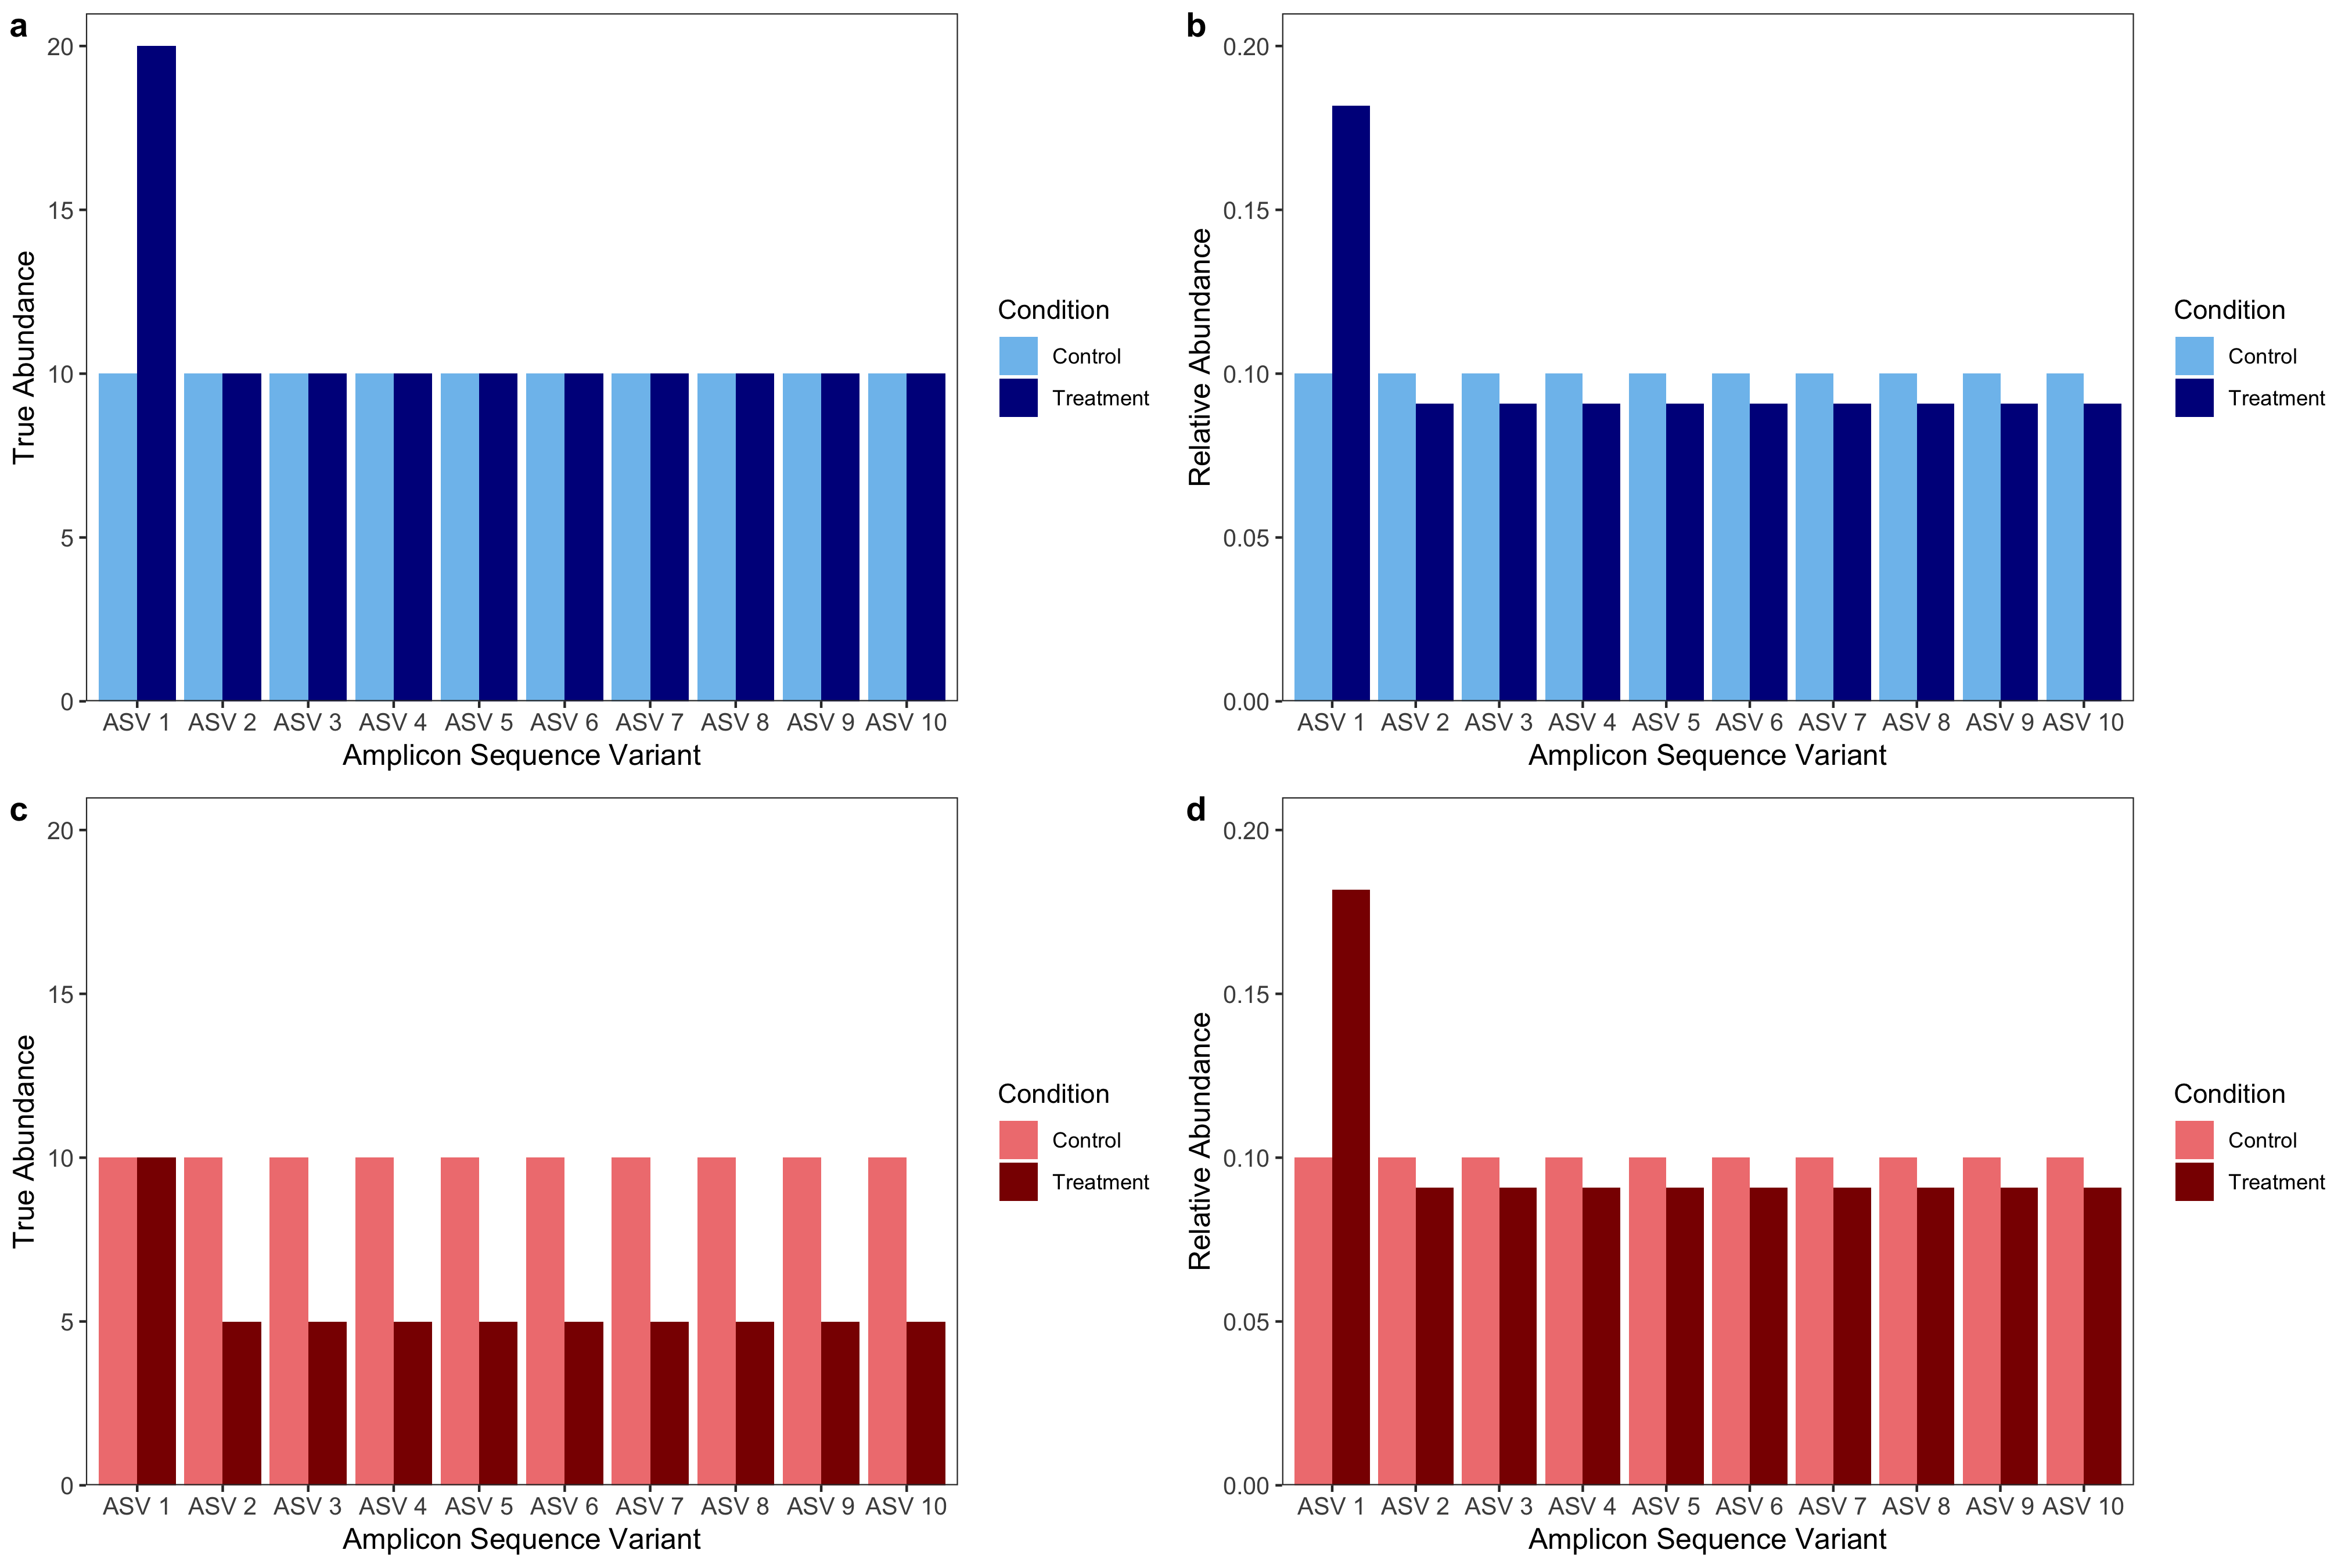 a
True Abundance
20
15
10
5
0
ASV 1 ASV 2 ASV 3 ASV 4 ASV 5 ASV 6 ASV 7 ASV 8 ASV 9 ASV 10
Amplicon Sequence Variant
Condition
Control
Treatment
b
Relative Abundance
0.20
0.15
0.10
0.05
0.00
ASV 1 ASV 2 ASV 3 ASV 4 ASV 5 ASV 6 ASV 7 ASV 8 ASV 9 ASV 10
Amplicon Sequence Variant
Condition
Control
Treatment
c
True Abundance
20
15
10
5
0
ASV 1 ASV 2 ASV 3 ASV 4 ASV 5 ASV 6 ASV 7 ASV 8 ASV 9 ASV 10
Amplicon Sequence Variant
Condition
Control
Treatment
d
Relative Abundance
0.20
0.15
0.10
0.05
0.00
ASV 1 ASV 2 ASV 3 ASV 4 ASV 5 ASV 6 ASV 7 ASV 8 ASV 9 ASV 10
Amplicon Sequence Variant
Condition
Control
Treatment